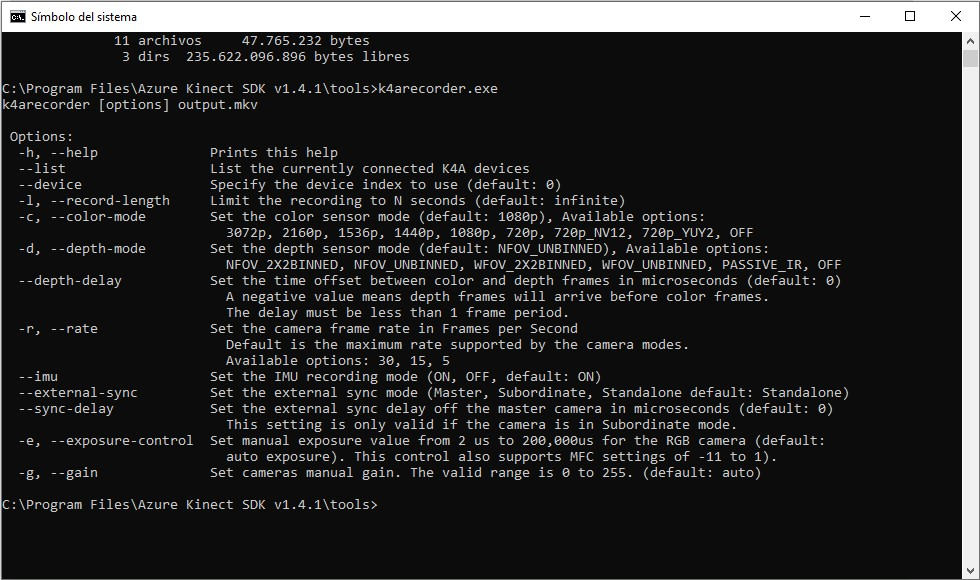 Símbolo del sistema
11 archivos     47.765.232 bytes
3 dirs  235.622.096.896 bytes libres
C:\Program Files\Azure Kinect SDK v1.4.1\tools>k4arecorder.exe
k4arecorder [options] output.mkv
Options:
-h, --help              Prints this help
--list                  List the currently connected K4A devices
--device                Specify the device index to use (default: 0)
-l, --record-length     Limit the recording to N seconds (default: infinite)
-c, --color-mode        Set the color sensor mode (default: 1080p), Available options:
3072p, 2160p, 1536p, 1440p, 1080p, 720p, 720p_NV12, 720p_YUY2, OFF
-d, --depth-mode        Set the depth sensor mode (default: NFOV_UNBINNED), Available options:
NFOV_2X2BINNED, NFOV_UNBINNED, WFOV_2X2BINNED, WFOV_UNBINNED, PASSIVE_IR, OFF
--depth-delay           Set the time offset between color and depth frames in microseconds (default: 0)
A negative value means depth frames will arrive before color frames.
The delay must be less than 1 frame period.
-r, --rate              Set the camera frame rate in Frames per Second
Default is the maximum rate supported by the camera modes.
Available options: 30, 15, 5
--imu                   Set the IMU recording mode (ON, OFF, default: ON)
--external-sync         Set the external sync mode (Master, Subordinate, Standalone default: Standalone)
--sync-delay            Set the external sync delay off the master camera in microseconds (default: 0)
This setting is only valid if the camera is in Subordinate mode.
-e, --exposure-control  Set manual exposure value from 2 us to 200,000us for the RGB camera (default:
auto exposure). This control also supports MFC settings of -11 to 1).
-g, --gain              Set cameras manual gain. The valid range is 0 to 255. (default: auto)
C:\Program Files\Azure Kinect SDK v1.4.1\tools>